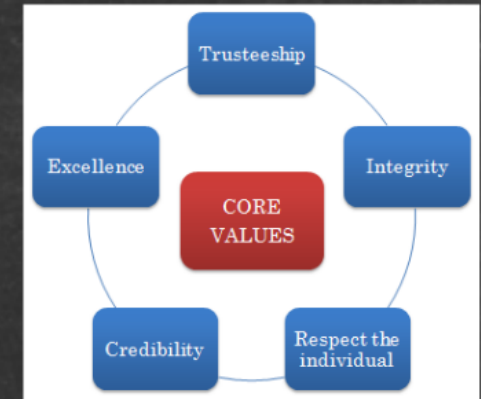 Trusteeship
Excellence
Integrity
CORE
VALUES
Credibility
Respect the
individual